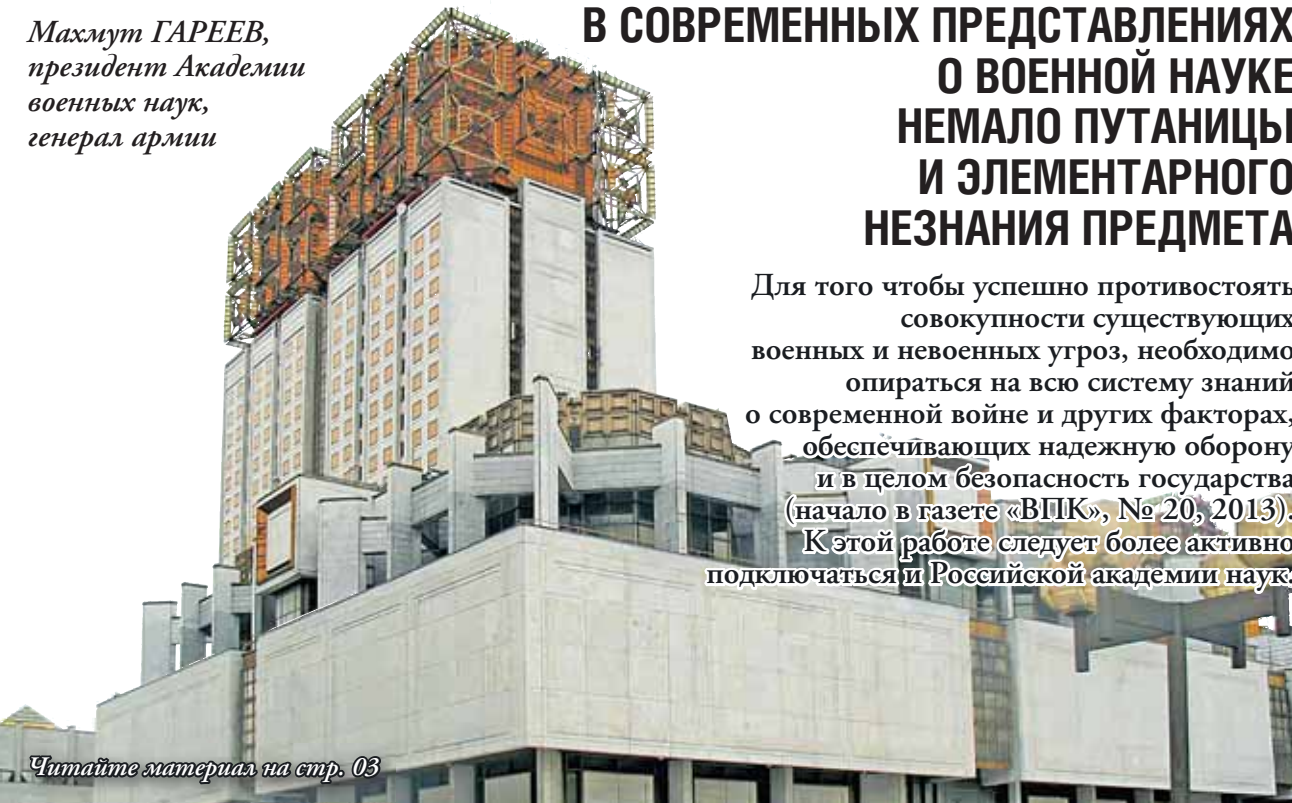 Махмут ГАРЕЕВ,
президент Академии
военных наук,
генерал армии
В СОВРЕМЕННЫХ ПРЕДСТАВЛЕНИЯХ
О ВОЕННОЙ НАУКЕ
НЕМАЛО ПУТАНИЦЫ
И ЭЛЕМЕНТАРНОГО
НЕЗНАНИЯ ПРЕДМЕТА
Для того чтобы успешно противостоять
совокупности существующих
военных и невоенных угроз, необходимо
опираться на всю систему знаний
о современной войне и других факторах,
обеспечивающих надежную оборону
и в целом безопасность государства
(начало в газете «ВПК», № 20, 2013).
К этой работе следует более активно
подключаться и Российской академии наук.
Читайте материал на стр. 03